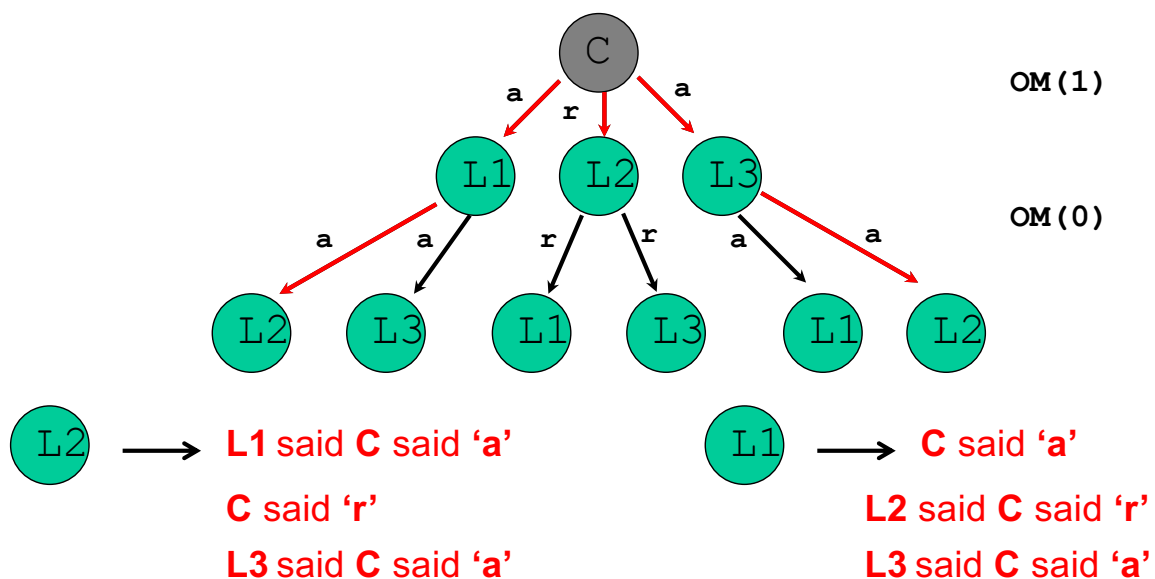 C
OM(1)
a
r
a
L1
L2
L3
OM(0)
a
a
r
r
a
a
L2
L3
L1
L3
L1
L2
L2
L1 said C said ‘a’
C said ‘r’
L3 said C said ‘a’
L1
C said ‘a’
L2 said C said ‘r’
L3 said C said ‘a’